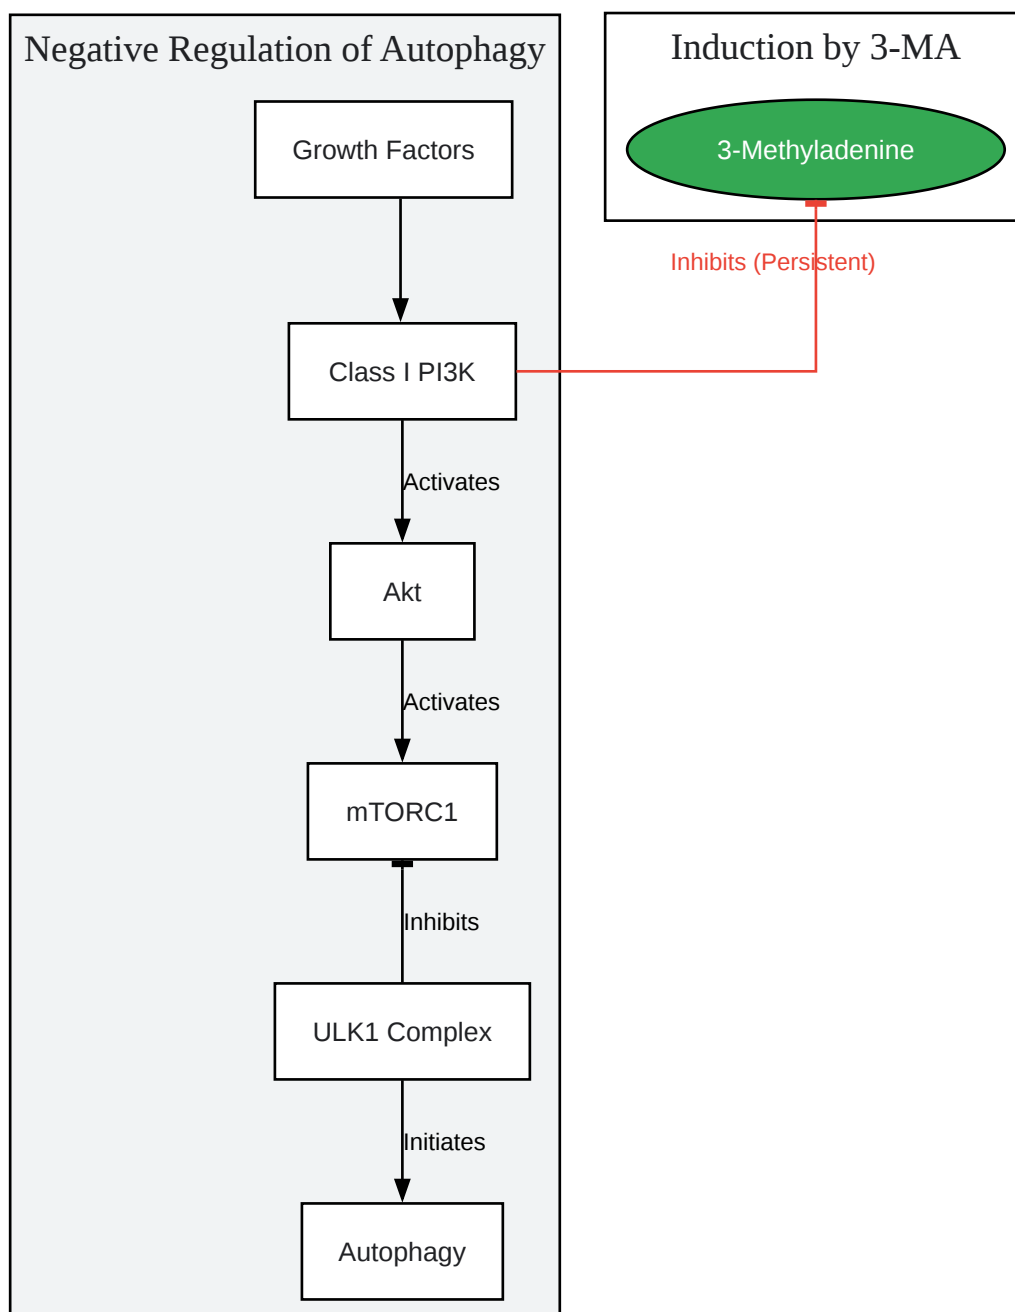 Negative Regulation of Autophagy
Induction by 3-MA
Growth Factors
3-Methyladenine
Inhibits (Persistent)
Class I PI3K
Activates
Akt
Activates
mTORC1
Inhibits
ULK1 Complex
Initiates
Autophagy